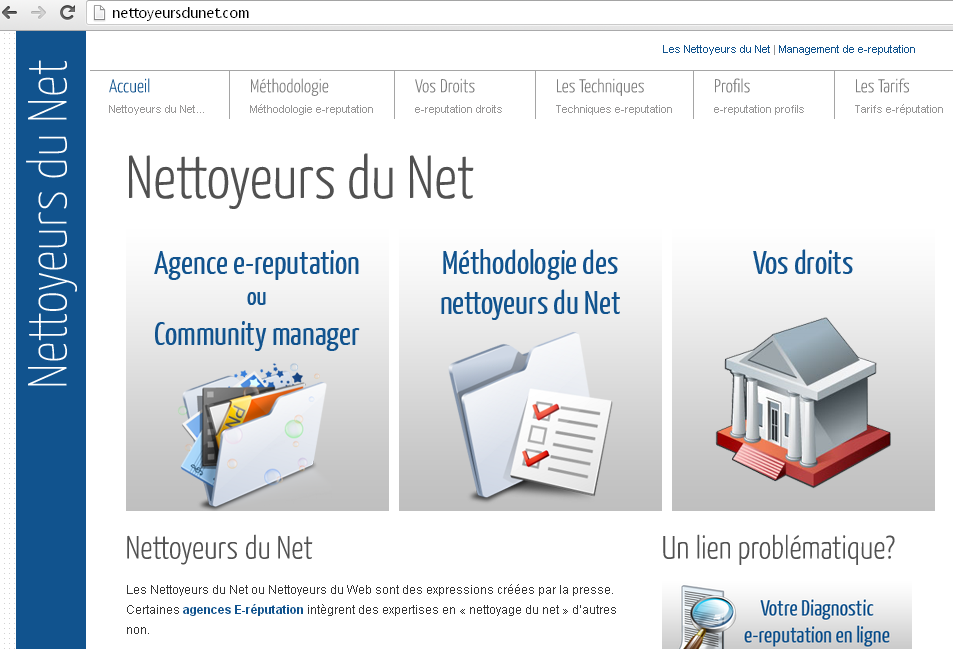 nettoyeursdunet.com
Nettoyeurs du Net
Les Nettoyeurs du Net | Management de e-reputation
Accueil
Nettoyeurs du Net...
Méthodologie
Méthodologie e-reputation
Vos Droits
e-reputation droits
Les Techniques
Techniques e-reputation
Profils
e-reputation profils
Les Tarifs
Tarifs e-réputation
Nettoyeurs du Net
Agence e-reputation
ou
Community manager
Méthodologie des
nettoyeurs du Net
Vos droits
Nettoyeurs du Net
Les Nettoyeurs du Net ou Nettoyeurs du Web sont des expressions créées par la presse.
Certaines agences E-réputation intègrent des expertises en « nettoyage du net » d'autres
non.
Un lien problématique?
Votre Diagnostic
e-reputation en ligne